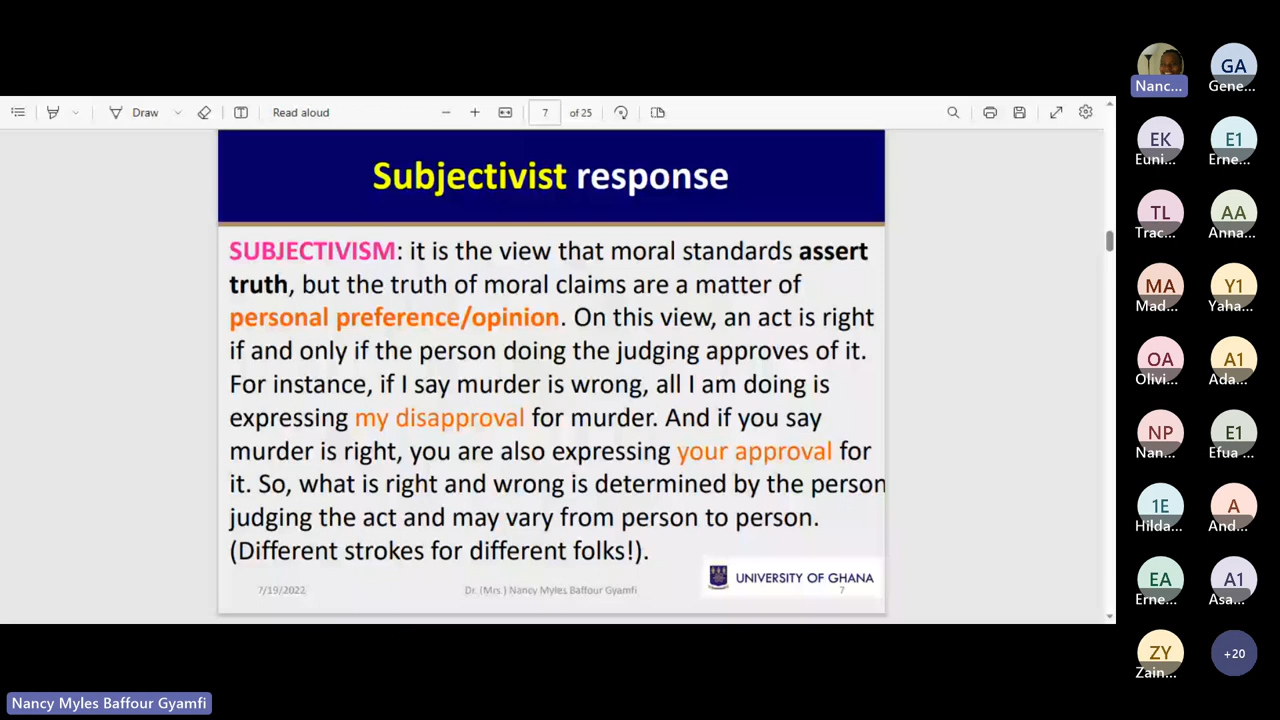 Draw
Read aloud
7
of 25
Subjectivist response
SUBJECTIVISM: it is the view that moral standards assert
truth, but the truth of moral claims are a matter of
personal preference/opinion. On this view, an act is right
if and only if the person doing the judging approves of it.
For instance, if I say murder is wrong, all I am doing is
expressing my disapproval for murder. And if you say
murder is right, you are also expressing your approval for
it. So, what is right and wrong is determined by the person
judging the act and may vary from person to person.
(Different strokes for different folks!).
UNIVERSITY OF GHANA
7/19/2022
Dr. (Mrs.) Nancy Myles Baffour Gyamfi
7
Nanc...
GA
Gene...
EK
Euni...
E1
Erne...
TL
Trac...
AA
Anna...
MA
Mad...
Y1
Yaha...
OA
Olivi...
A1
Ada...
NP
Nan...
E1
Efua ...
1E
Hilda...
A
And...
EA
Erne...
A1
Asa...
ZY
Zain...
+20
Nancy Myles Baffour Gyamfi